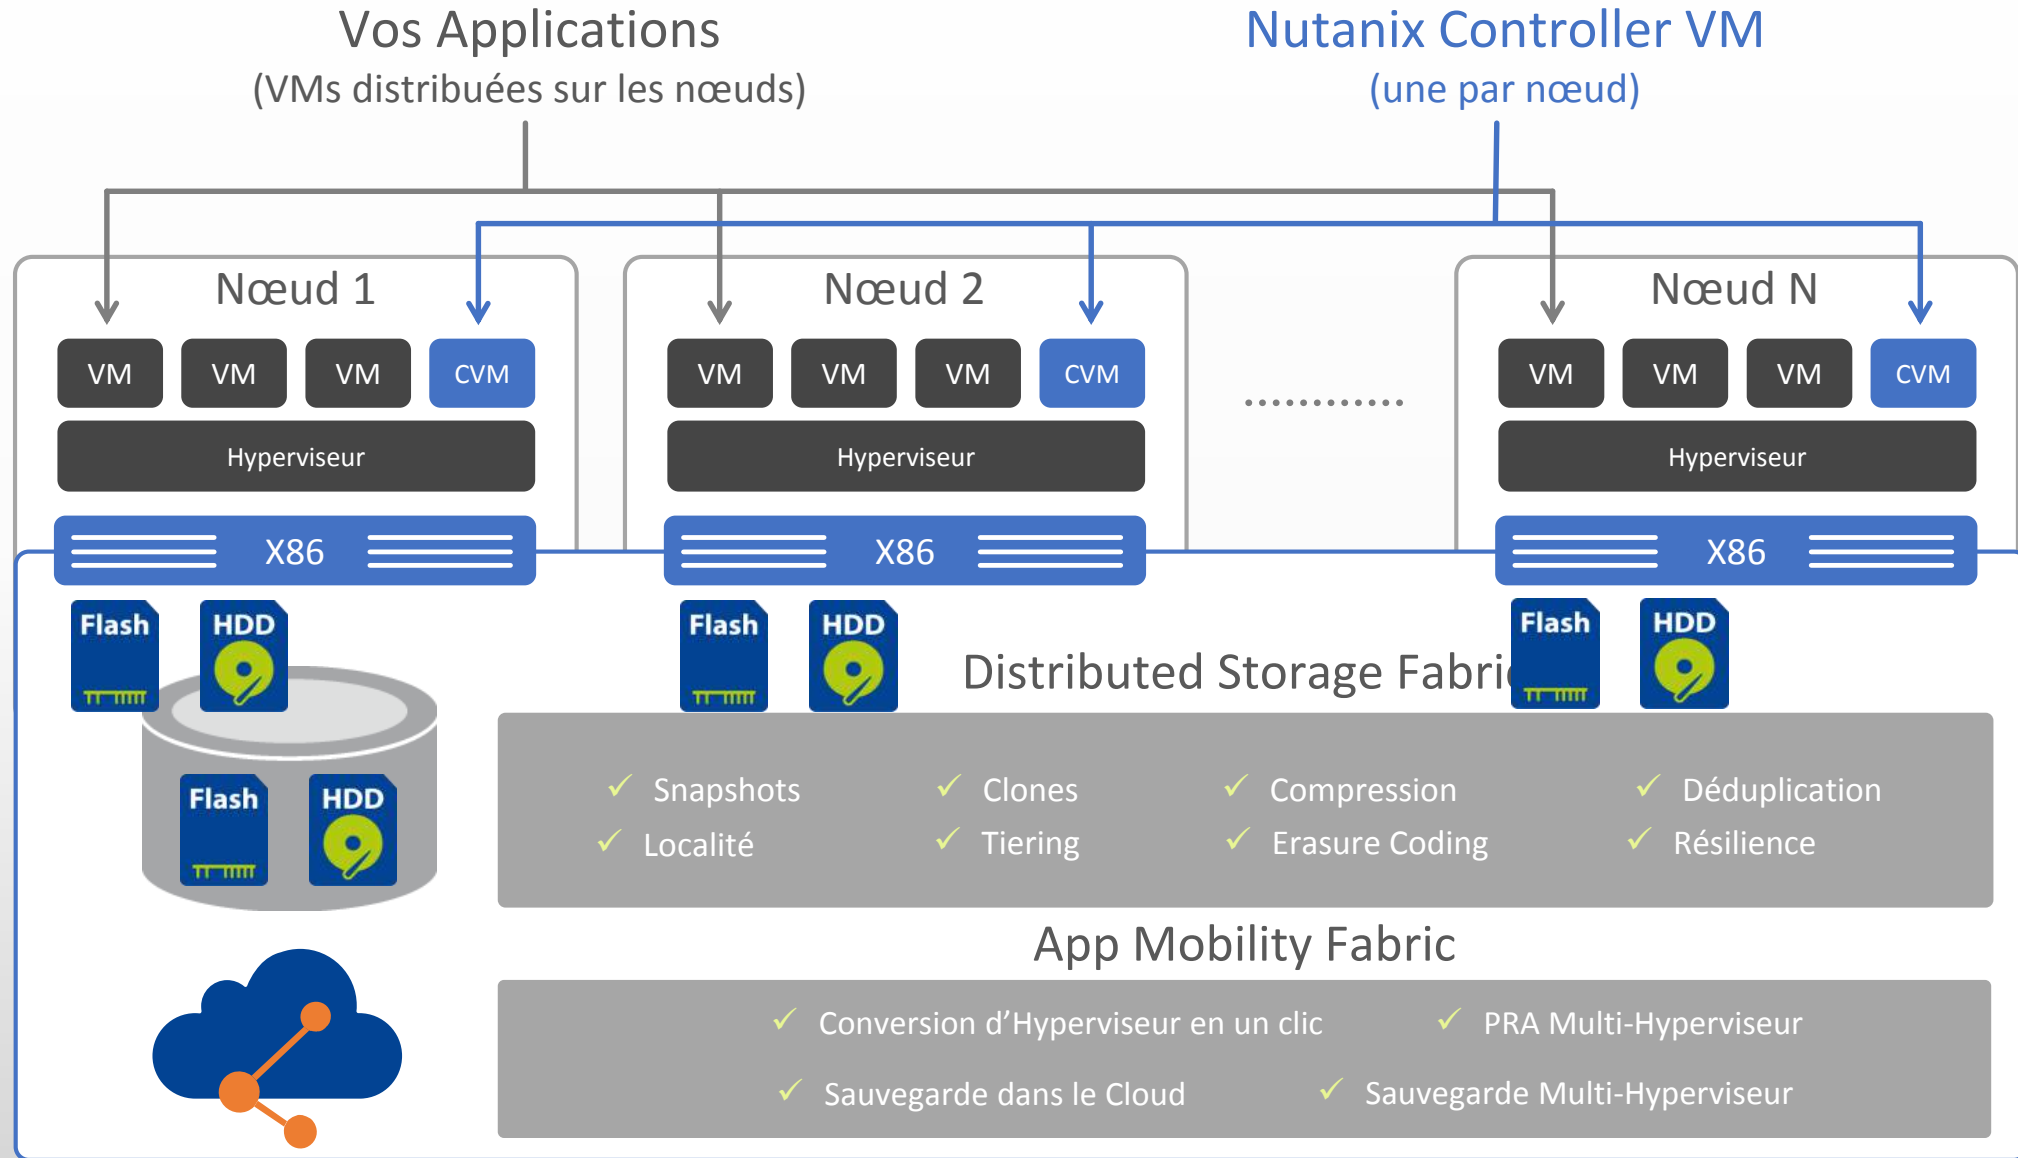 Vos Applications
(VMs distribuées sur les nœuds)
Nutanix Controller VM
(une par nœud)
Nœud 1
VM VM VM CVM
Hyperviseur
X86
Flash HDD
Nœud 2
VM VM VM CVM
Hyperviseur
X86
Flash HDD
............
Nœud N
VM VM VM CVM
Hyperviseur
X86
Flash HDD
Distributed Storage Fabric
Flash HDD
✓ Snapshots ✓ Clones ✓ Compression ✓ Déduplication
✓ Localité ✓ Tiering ✓ Erasure Coding ✓ Résilience
App Mobility Fabric
✓ Conversion d’Hyperviseur en un clic ✓ PRA Multi-Hyperviseur
✓ Sauvegarde dans le Cloud ✓ Sauvegarde Multi-Hyperviseur